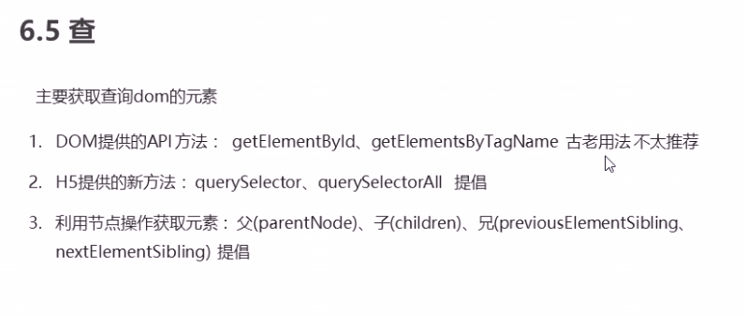 6.5 查
主要获取查询dom的元素
1. DOM提供的API 方法： getElementById、getElementsByTagName 古老用法 不太推荐
2. H5提供的新方法：querySelector、querySelectorAll 提倡
3. 利用节点操作获取元素：父(parentNode)、子(children)、兄(previousElementSibling、
nextElementSibling) 提倡